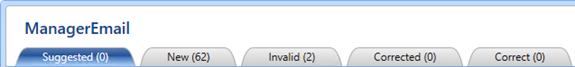 ManagerEmail
Suggested (0) New (62) Invalid (2) Corrected (0) Correct (0)